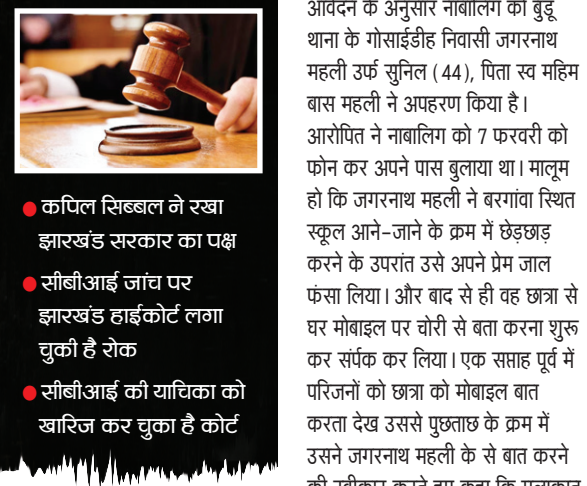 कपिल सिब्बल ने रखा
झारखंड सरकार का पक्ष
सीबीआई जांच पर
झारखंड हाईकोर्ट लगा
चुकी है रोक
सीबीआई की याचिका को
खारिज कर चुका है कोर्ट
आवेदन के अनुसार नाबालिग को बुंडू
थाना के गोसाईडीह निवासी जगरनाथ
महली उर्फ सुनिल (44), पिता स्व महिम
बास महली ने अपहरण किया है।
आरोपित ने नाबालिग को 7 फरवरी को
फोन कर अपने पास बुलाया था। मालूम
हो कि जगरनाथ महली ने बरगांवा स्थित
स्कूल आने-जाने के क्रम में छेड़छाड़
करने के उपरांत उसे अपने प्रेम जाल
फंसा लिया। और बाद से ही वह छात्रा से
घर मोबाइल पर चोरी से बता करना शुरू
कर संर्पक कर लिया। एक सप्ताह पूर्व में
परिजनों को छात्रा को मोबाइल बात
करता देख उससे पुछताछ के क्रम में
उसने जगरनाथ महली के से बात करने